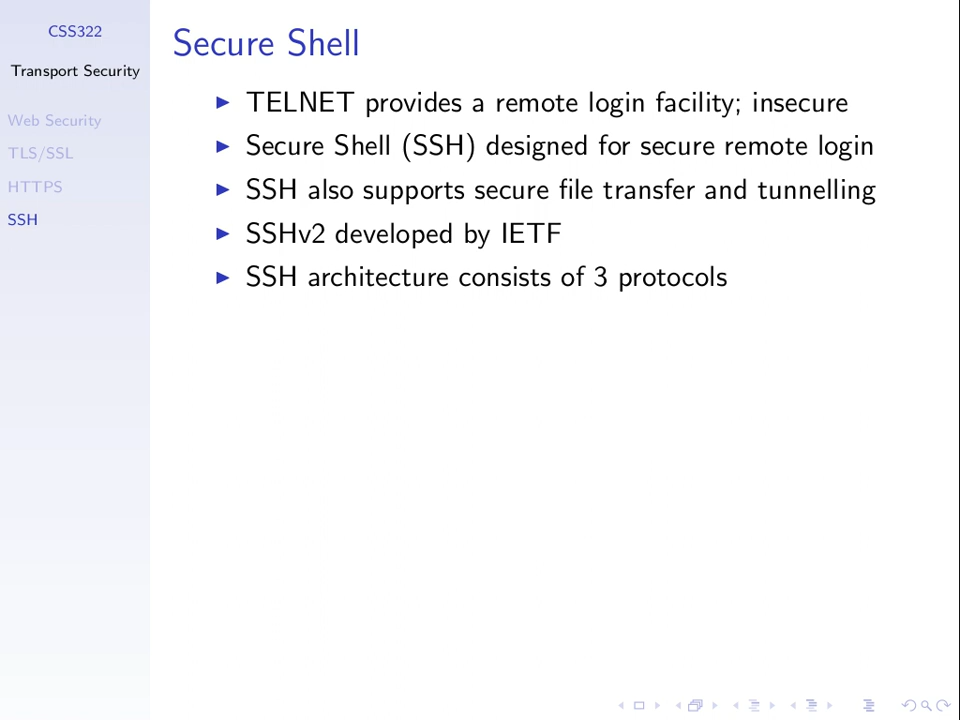 CSS322
Transport Security
Web Security
TLS/SSL
HTTPS
SSH
Secure Shell
TELNET provides a remote login facility; insecure
Secure Shell (SSH) designed for secure remote login
SSH also supports secure file transfer and tunnelling
SSHv2 developed by IETF
SSH architecture consists of 3 protocols